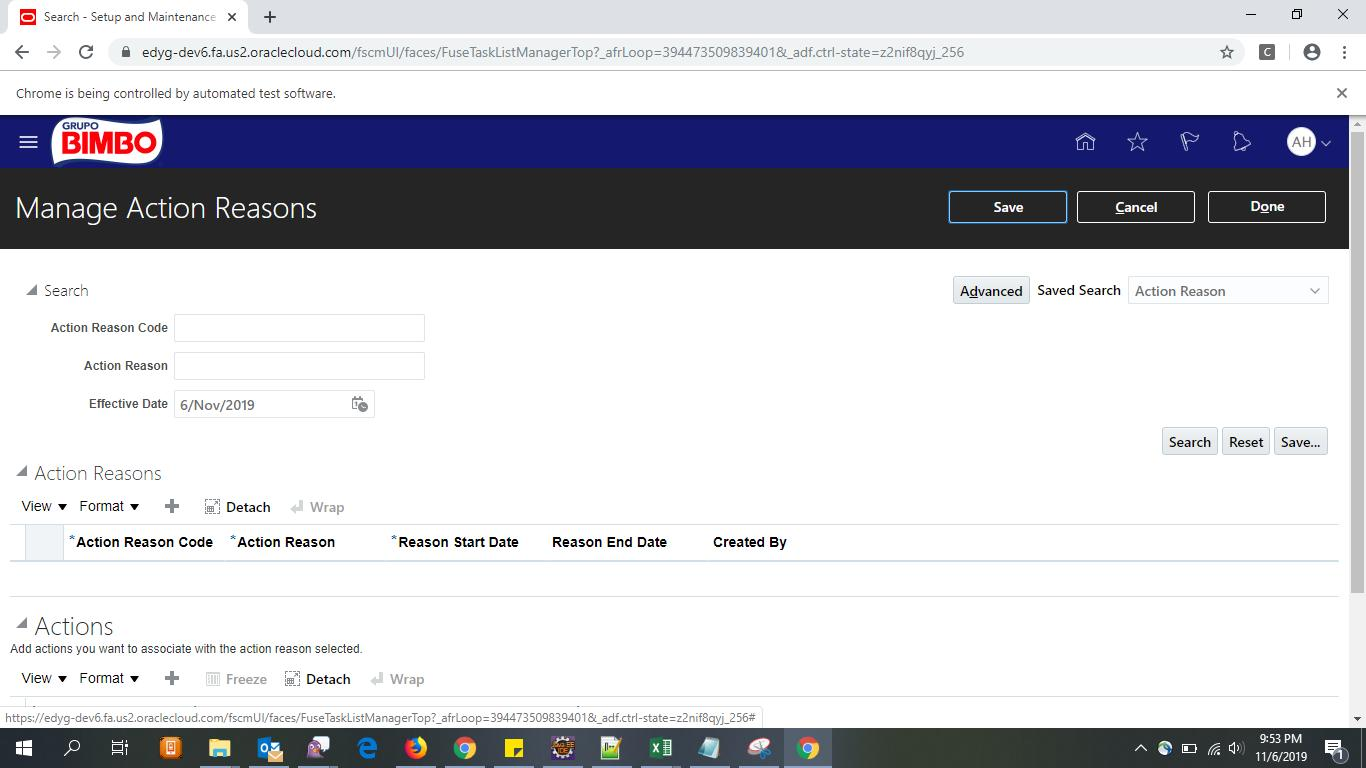 Search - Setup and Maintenance
edyg-dev6.fa.us2.oraclecloud.com/fscmUI/faces/FuseTaskListManagerTop?_afrLoop=394473509839401&_adf.ctrl-state=z2nif8qyj_256
C
Chrome is being controlled by automated test software.
GRUPO
BIMBO
AH
Manage Action Reasons
Save
Cancel
Done
Search
Advanced
Saved Search
Action Reason
Action Reason Code
Action Reason
Effective Date
6/Nov/2019
Search
Reset
Save...
Action Reasons
View
Format
Detach
Wrap
*Action Reason Code
*Action Reason
*Reason Start Date
Reason End Date
Created By
Actions
Add actions you want to associate with the action reason selected.
View
Format
Freeze
Detach
Wrap
https://edyg-dev6.fa.us2.oraclecloud.com/fscmUI/faces/FuseTaskListManagerTop?_afrLoop=394473509839401&_adf.ctrl-state=z2nif8qyj_256#
9:53 PM
11/6/2019
1